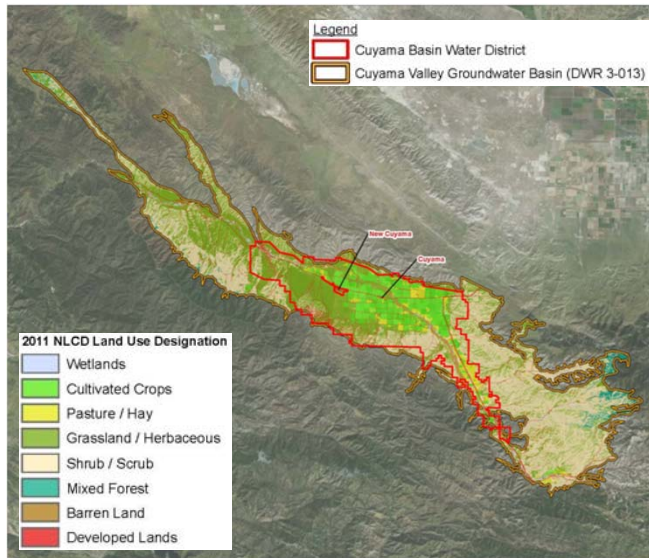 Legend
Cuyama Basin Water District
Cuyama Valley Groundwater Basin (DWR 3-013)
New Cuyama
Cuyama
2011 NLCD Land Use Designation
Wetlands
Cultivated Crops
Pasture / Hay
Grassland / Herbaceous
Shrub / Scrub
Mixed Forest
Barren Land
Developed Lands